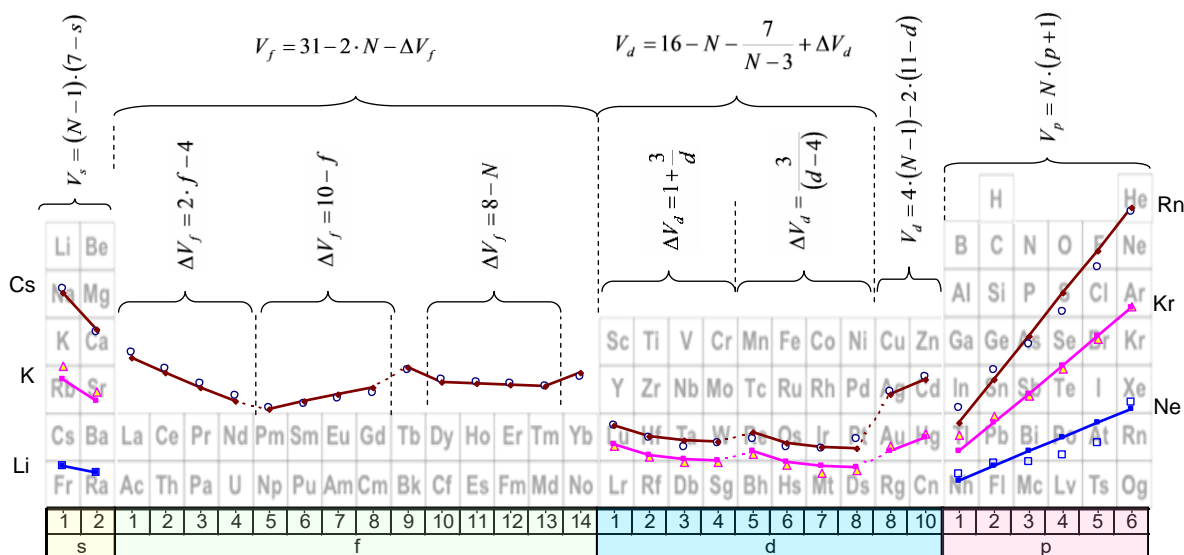 V_s = (N−1)·(7−s)
V_f = 31−2·N−ΔV_f
V_d = 16−N−7/(N−3)+ΔV_d
V_d = 4·(N−1)−2·(11−d)
V_p = N·(p+1)
ΔV_f = 2·f−4
ΔV_f = 10−f
ΔV_f = 8−N
ΔV_d = 1+3/d
ΔV_d = 3/(d−4)
H He Rn
Li Be B C N O F Ne
Cs Na Mg Al Si P S Cl Ar Kr
K Ca Sc Ti V Cr Mn Fe Co Ni Cu Zn Ga Ge As Se Br Kr
K Rb Sr Y Zr Nb Mo Tc Ru Rh Pd Ag Cd In Sn Sb Te I Xe Ne
Cs Ba La Ce Pr Nd Pm Sm Eu Gd Tb Dy Ho Er Tm Yb Lu Hf Ta W Re Os Ir Pt Au Hg Tl Pb Bi Po At Rn
Li Fr Ra Ac Th Pa U Np Pu Am Cm Bk Cf Es Fm Md No Lr Rf Db Sg Bh Hs Mt Ds Rg Cn Nh Fl Mc Lv Ts Og
1 2 1 2 3 4 5 6 7 8 9 10 11 12 13 14 1 2 3 4 5 6 7 8 8 10 1 2 3 4 5 6
s f d p